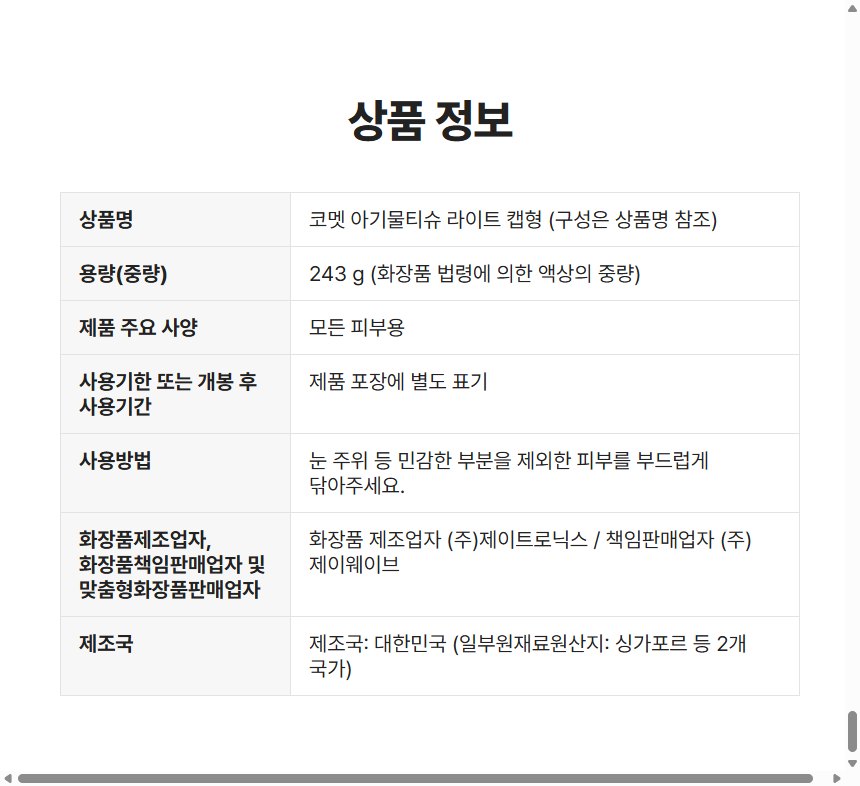 상품 정보
상품명
코멧 아기물티슈 라이트 캡형 (구성은 상품명 참조)
용량(중량)
243 g (화장품 법령에 의한 액상의 중량)
제품 주요 사양
모든 피부용
사용기한 또는 개봉 후
사용기간
제품 포장에 별도 표기
사용방법
눈 주위 등 민감한 부분을 제외한 피부를 부드럽게
닦아주세요.
화장품제조업자,
화장품책임판매업자 및
맞춤형화장품판매업자
화장품 제조업자 (주)제이트로닉스 / 책임판매업자 (주)
제이웨이브
제조국
제조국: 대한민국 (일부원재료원산지: 싱가포르 등 2개
국가)